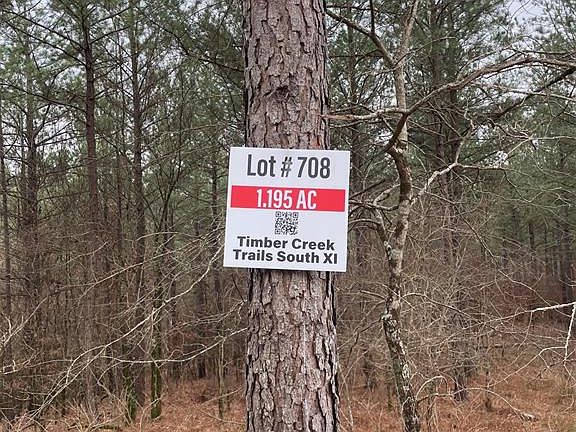 Lot # 708
1.195 AC
Timber Creek
Trails South XI